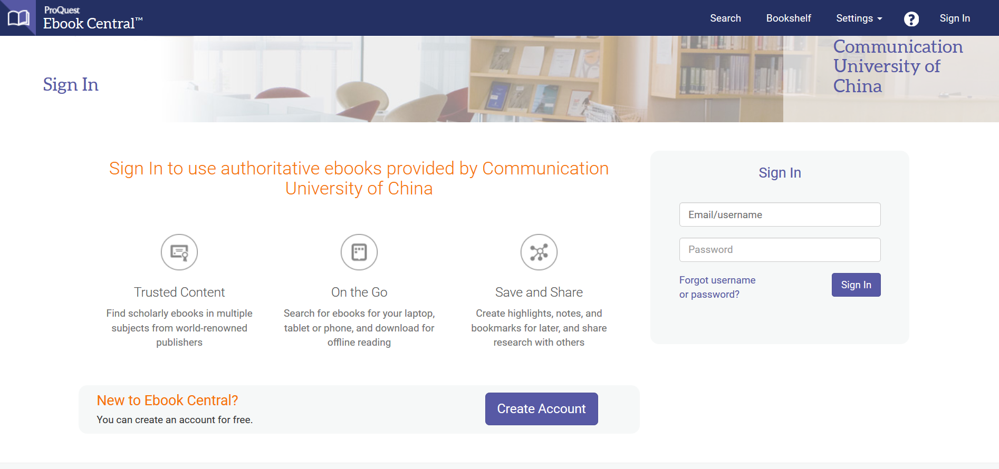 ProQuest
Ebook Central™
Search
Bookshelf
Settings
?
Sign In
Sign In
Communication
University of
China
Sign In to use authoritative ebooks provided by Communication
University of China
Trusted Content
Find scholarly ebooks in multiple
subjects from world-renowned
publishers
On the Go
Search for ebooks for your laptop,
tablet or phone, and download for
offline reading
Save and Share
Create highlights, notes, and
bookmarks for later, and share
research with others
Sign In
Email/username
Password
Forgot username
or password?
Sign In
New to Ebook Central?
You can create an account for free.
Create Account